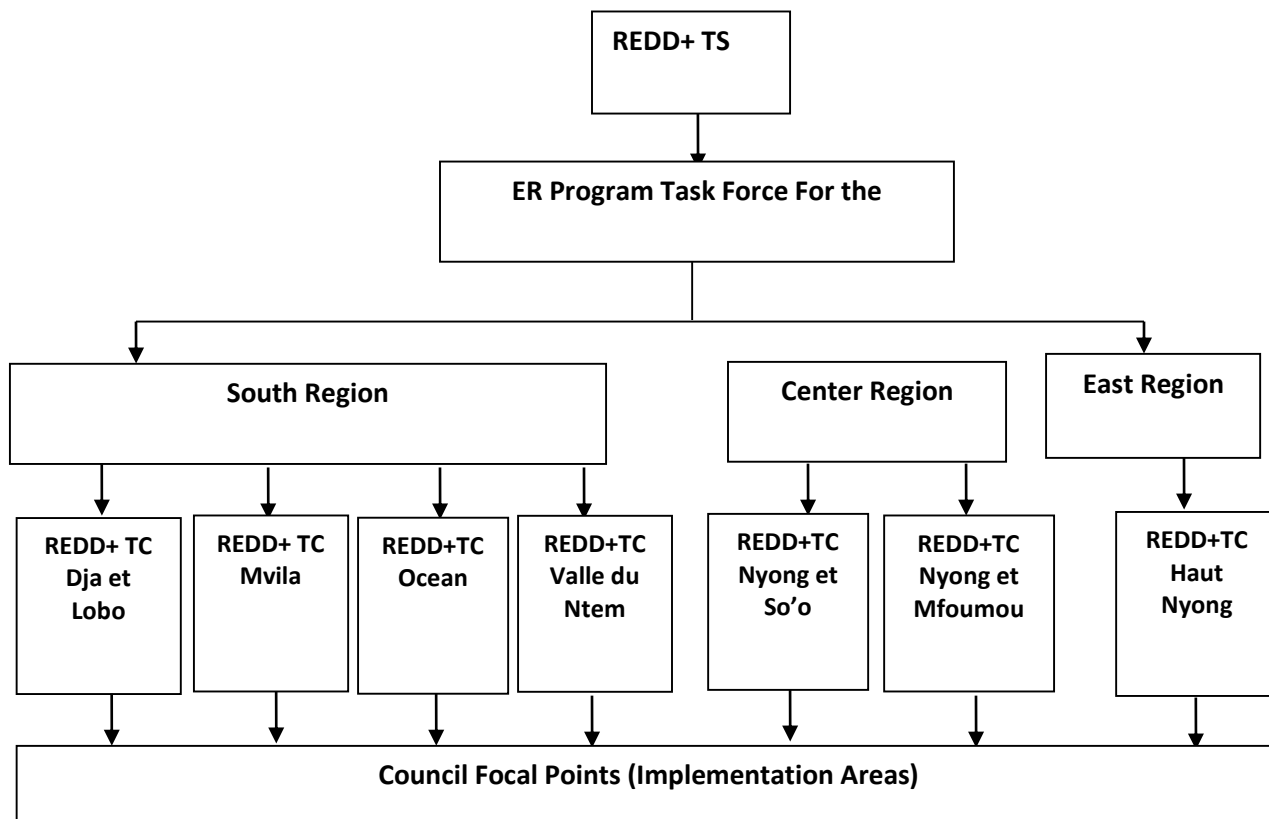 REDD+ TS
ER Program Task Force For the
South Region
Center Region
East Region
REDD+ TC
Dja et
Lobo
REDD+ TC
Mvila
REDD+TC
Ocean
REDD+TC
Valle du
Ntem
REDD+TC
Nyong et
So’o
REDD+TC
Nyong et
Mfoumou
REDD+TC
Haut
Nyong
Council Focal Points (Implementation Areas)